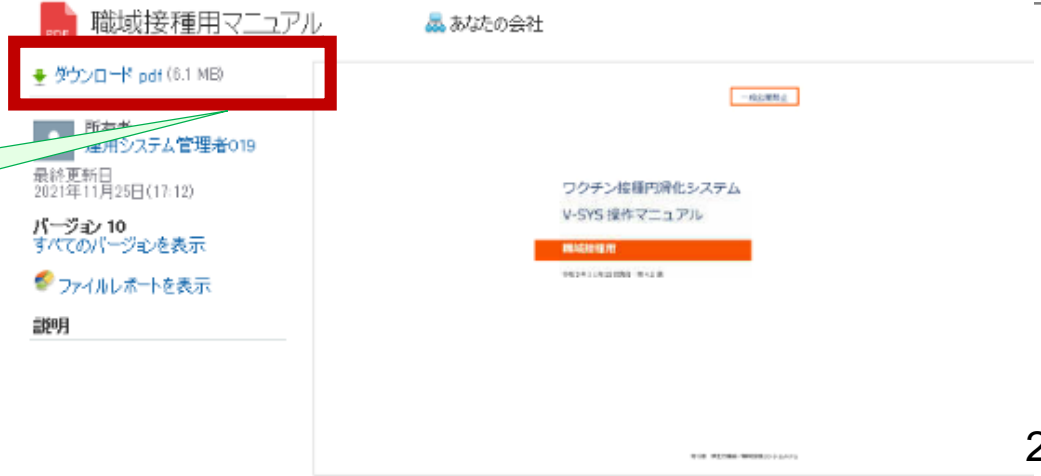 職域接種用マニュアル
あなたの会社
ダウンロード pdf (6.1 MB)
所有者
運用システム管理者019
最終更新日
2021年11月25日(17:12)
バージョン 10
すべてのバージョンを表示
ファイルレポートを表示
説明
一般公開禁止
ワクチン接種円滑化システム
V-SYS 操作マニュアル
職域接種用
2